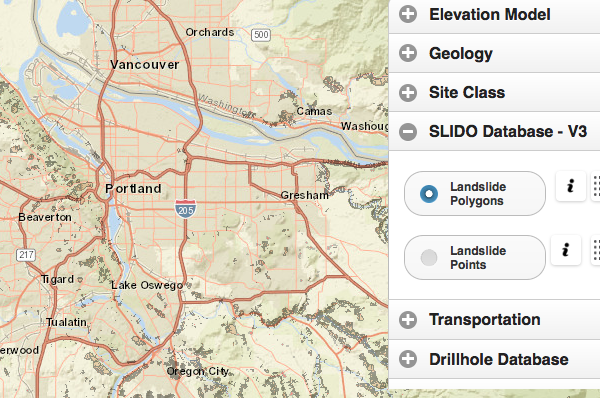 Orchards
500
Vancouver
Washington
Camas
Washoug
Portland
Gresham
205
Beaverton
217
Tigard
Lake Oswego
Tualatin
erwood
Oregon City
Elevation Model
Geology
Site Class
SLIDO Database - V3
Landslide
Polygons
i
Landslide
Points
i
Transportation
Drillhole Database